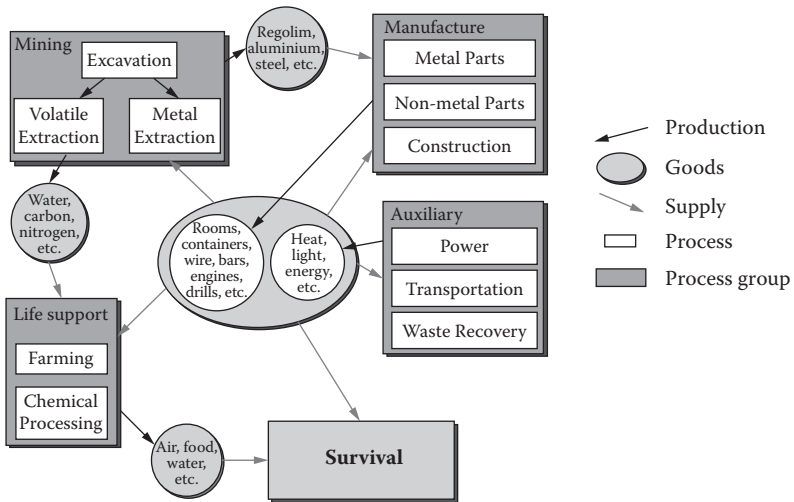 Mining
Excavation
Volatile
Extraction
Metal
Extraction
Regolim,
aluminium,
steel, etc.
Manufacture
Metal Parts
Non-metal Parts
Construction
Production
Goods
Supply
Process
Process group
Water,
carbon,
nitrogen,
etc.
Rooms,
containers,
wire, bars,
engines,
drills, etc.
Heat,
light,
energy,
etc.
Auxiliary
Power
Transportation
Waste Recovery
Life support
Farming
Chemical
Processing
Air, food,
water,
etc.
Survival